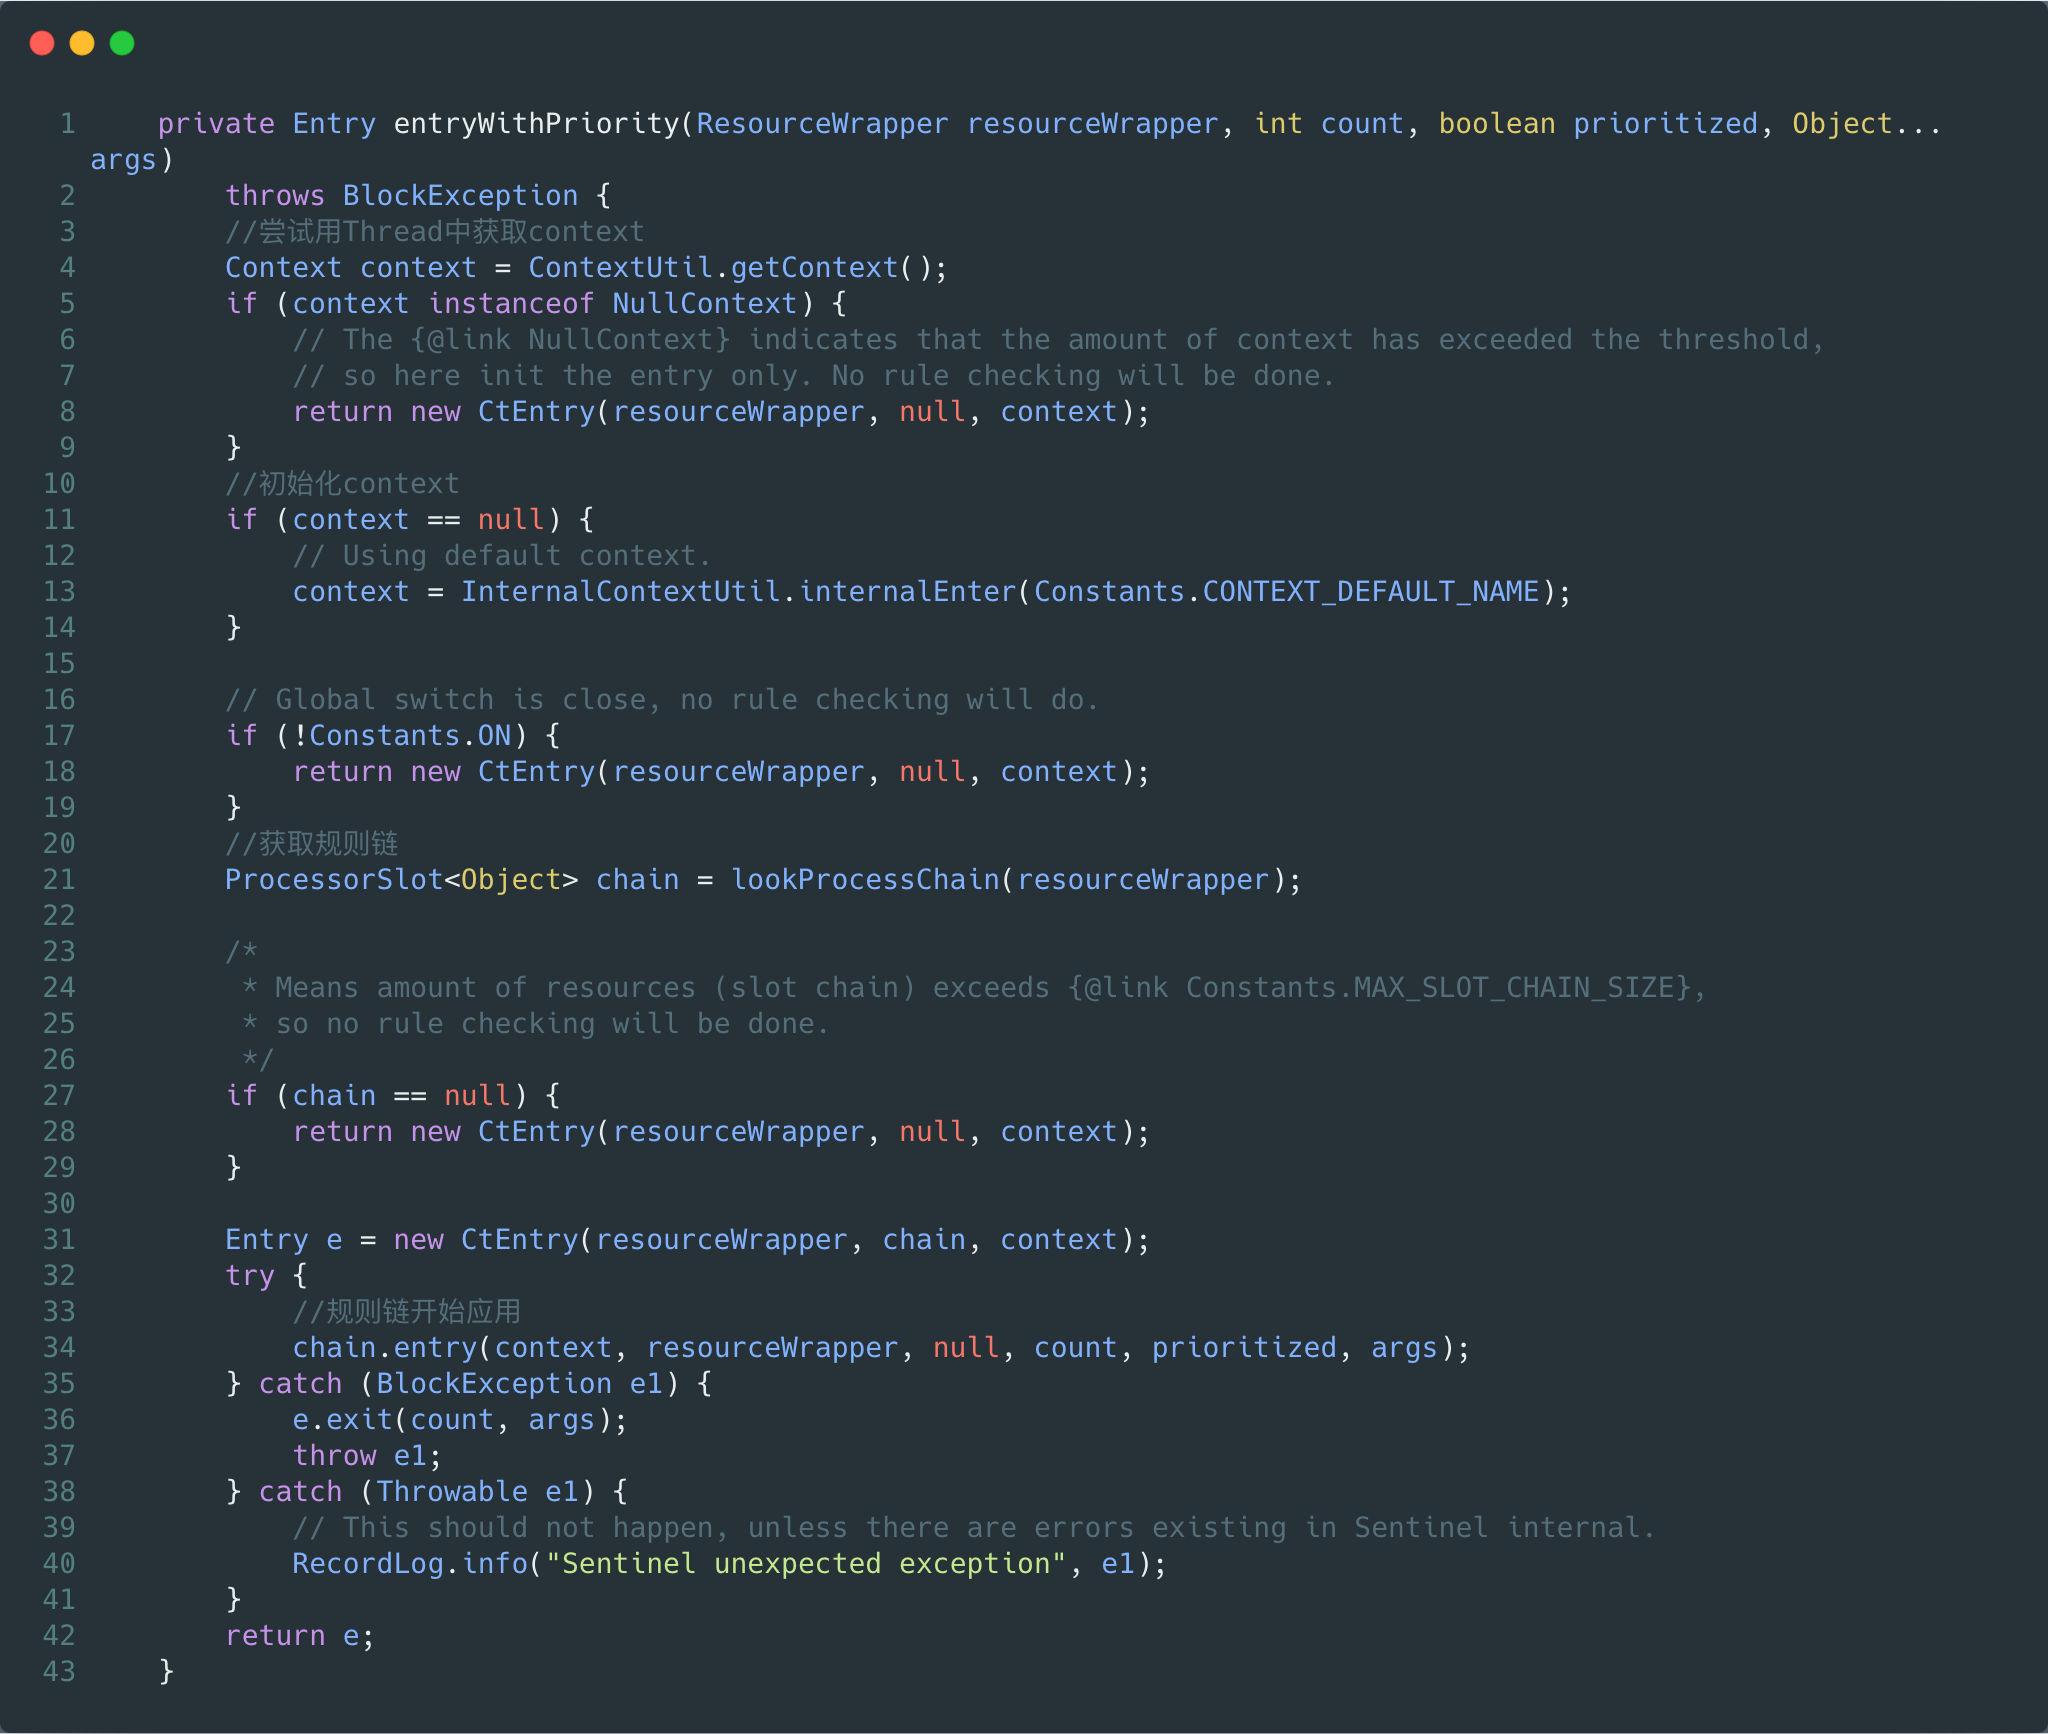 1     private Entry entryWithPriority(ResourceWrapper resourceWrapper, int count, boolean prioritized, Object...
args)
2         throws BlockException {
3         //尝试用Thread中获取context
4         Context context = ContextUtil.getContext();
5         if (context instanceof NullContext) {
6             // The {@link NullContext} indicates that the amount of context has exceeded the threshold,
7             // so here init the entry only. No rule checking will be done.
8             return new CtEntry(resourceWrapper, null, context);
9         }
10         //初始化context
11         if (context == null) {
12             // Using default context.
13             context = InternalContextUtil.internalEnter(Constants.CONTEXT_DEFAULT_NAME);
14         }
15
16         // Global switch is close, no rule checking will do.
17         if (!Constants.ON) {
18             return new CtEntry(resourceWrapper, null, context);
19         }
20         //获取规则链
21         ProcessorSlot<Object> chain = lookProcessChain(resourceWrapper);
22
23         /*
24          * Means amount of resources (slot chain) exceeds {@link Constants.MAX_SLOT_CHAIN_SIZE},
25          * so no rule checking will be done.
26          */
27         if (chain == null) {
28             return new CtEntry(resourceWrapper, null, context);
29         }
30
31         Entry e = new CtEntry(resourceWrapper, chain, context);
32         try {
33             //规则链开始应用
34             chain.entry(context, resourceWrapper, null, count, prioritized, args);
35         } catch (BlockException e1) {
36             e.exit(count, args);
37             throw e1;
38         } catch (Throwable e1) {
39             // This should not happen, unless there are errors existing in Sentinel internal.
40             RecordLog.info("Sentinel unexpected exception", e1);
41         }
42         return e;
43     }